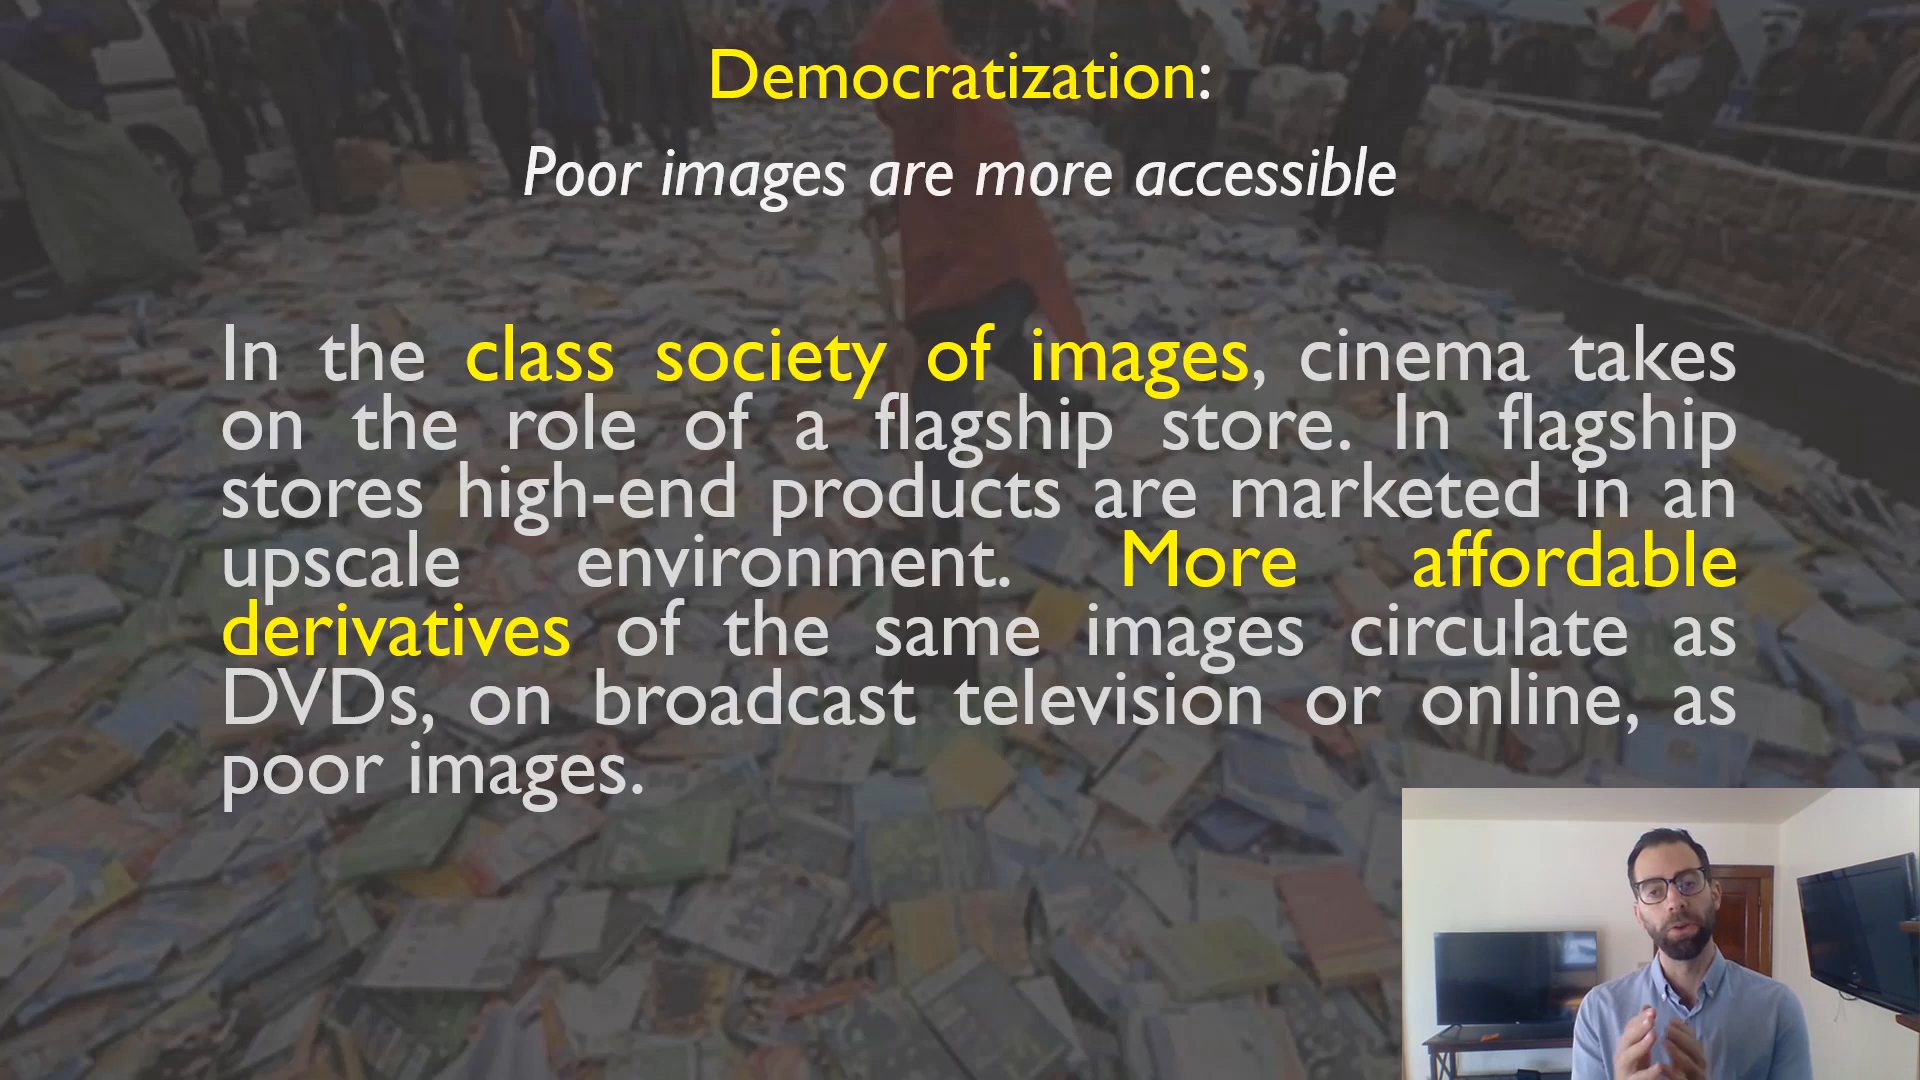 Democratization:
Poor images are more accessible
In the class society of images, cinema takes
on the role of a flagship store. In flagship
stores high-end products are marketed in an
upscale environment. More affordable
derivatives of the same images circulate as
DVDs, on broadcast television or online, as
poor images.